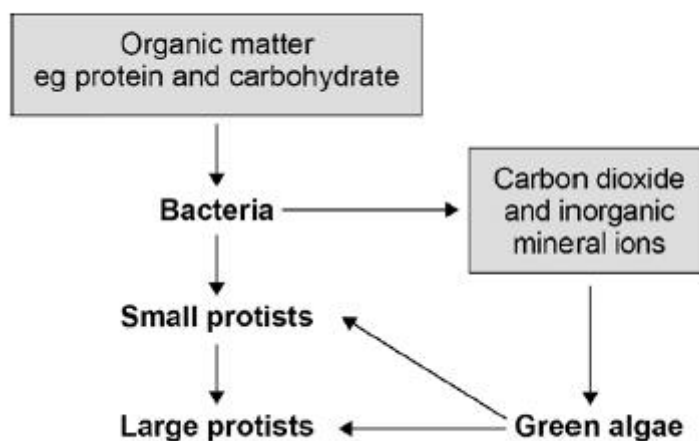 Organic matter
eg protein and carbohydrate
Bacteria
Carbon dioxide
and inorganic
mineral ions
Small protists
Large protists
Green algae